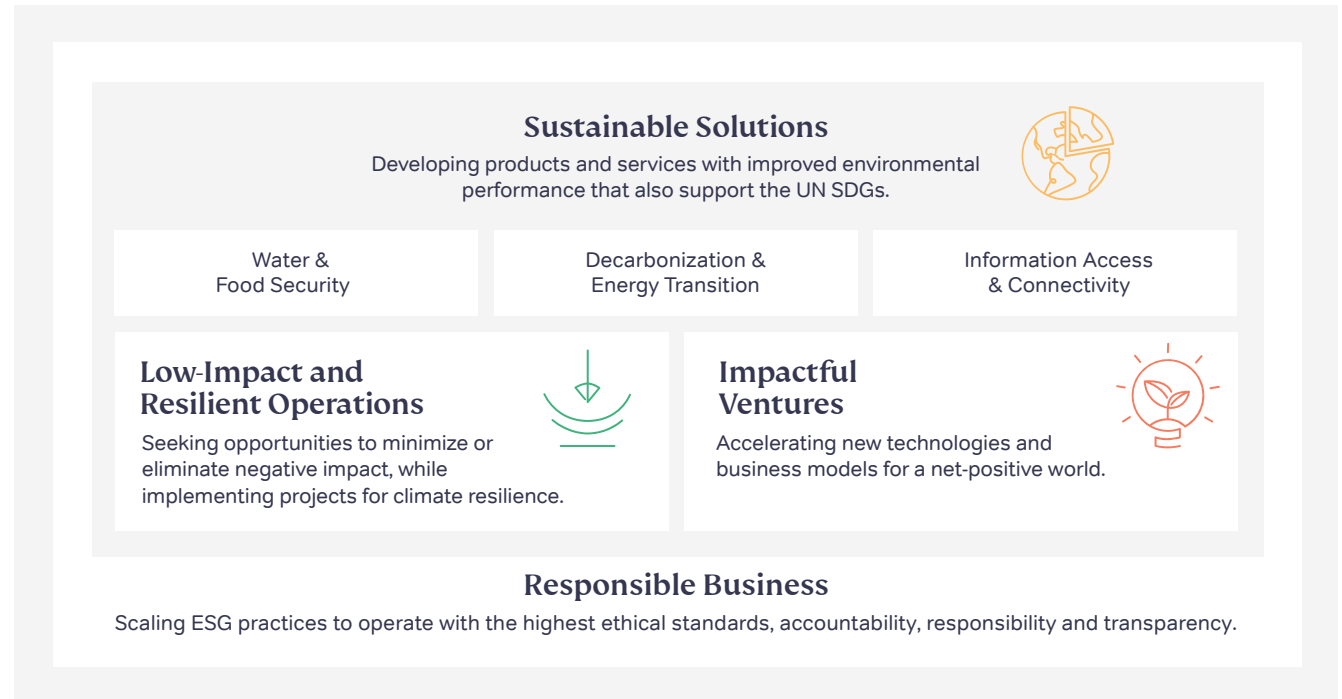 Sustainable Solutions
Developing products and services with improved environmental
performance that also support the UN SDGs.
Water &
Food Security
Decarbonization &
Energy Transition
Information Access
& Connectivity
Low-Impact and
Resilient Operations
Seeking opportunities to minimize or
eliminate negative impact, while
implementing projects for climate resilience.
Impactful
Ventures
Accelerating new technologies and
business models for a net-positive world.
Responsible Business
Scaling ESG practices to operate with the highest ethical standards, accountability, responsibility and transparency.